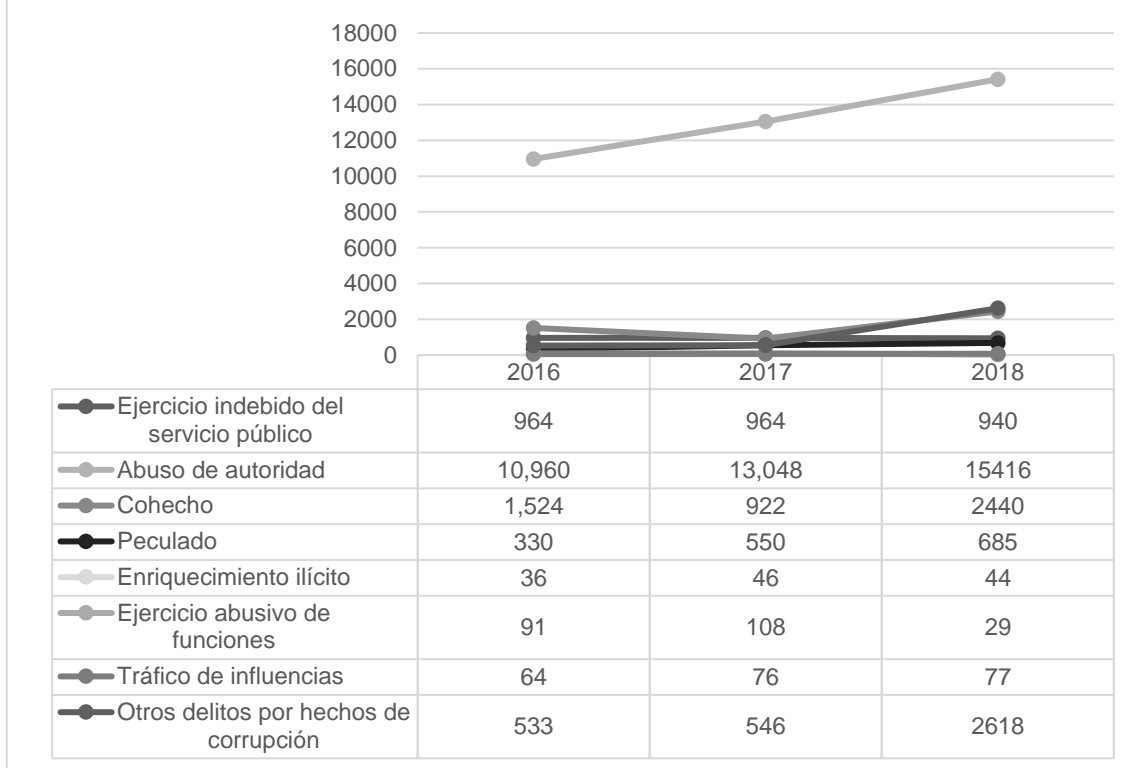 18000
16000
14000
12000
10000
8000
6000
4000
2000
0
2016 2017 2018
Ejercicio indebido del
servicio público 964 964 940
Abuso de autoridad 10,960 13,048 15416
Cohecho 1,524 922 2440
Peculado 330 550 685
Enriquecimiento ilícito 36 46 44
Ejercicio abusivo de
funciones 91 108 29
Tráfico de influencias 64 76 77
Otros delitos por hechos de
corrupción 533 546 2618